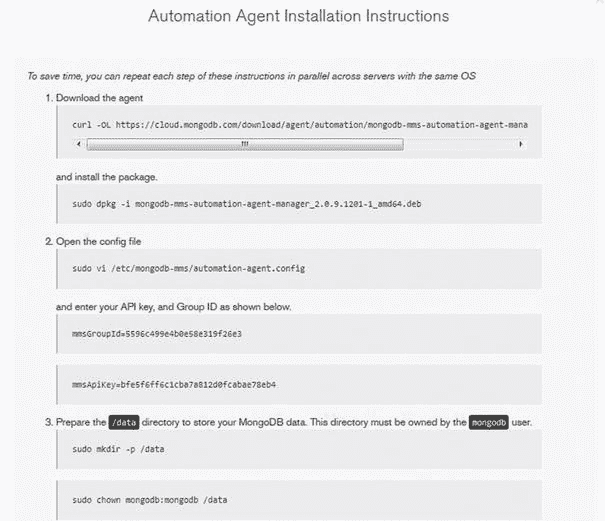 Automation Agent Installation Instructions
To save time, you can repeat each step of these instructions in parallel across servers with the same OS
1. Download the agent
curl -OL https://cloud.mongodb.com/download/agent/automation/mongodb-mms-automation-agent-mana
and install the package.
sudo dpkg -i mongodb-mms-automation-agent-manager_2.0.9.1201-1_amd64.deb
2. Open the config file
sudo vi /etc/mongodb-mms/automation-agent.config
and enter your API key, and Group ID as shown below.
mmsGroupId=5596c499e4b0e58e319f26e3
mmsApiKey=bfe5f6ff6c1cba7a812d0fcabae78eb4
3. Prepare the /data directory to store your MongoDB data. This directory must be owned by the mongodb user.
sudo mkdir -p /data
sudo chown mongodb:mongodb /data